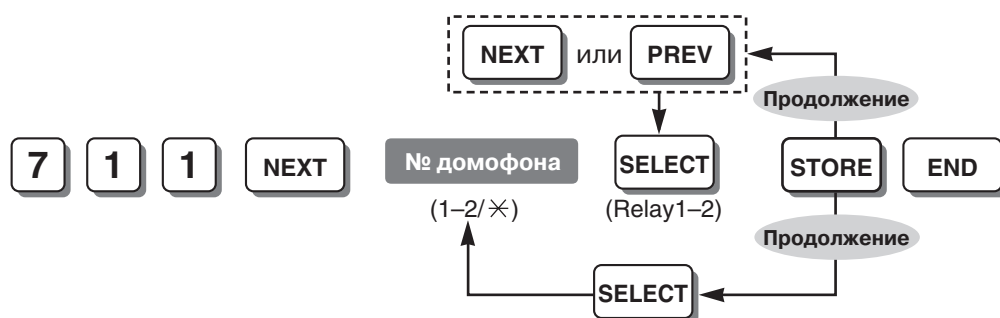 NEXT или PREV
Продолжение
7 1 1 NEXT № домофона SELECT STORE END
(1–2/✳) (Relay1–2)
Продолжение
SELECT